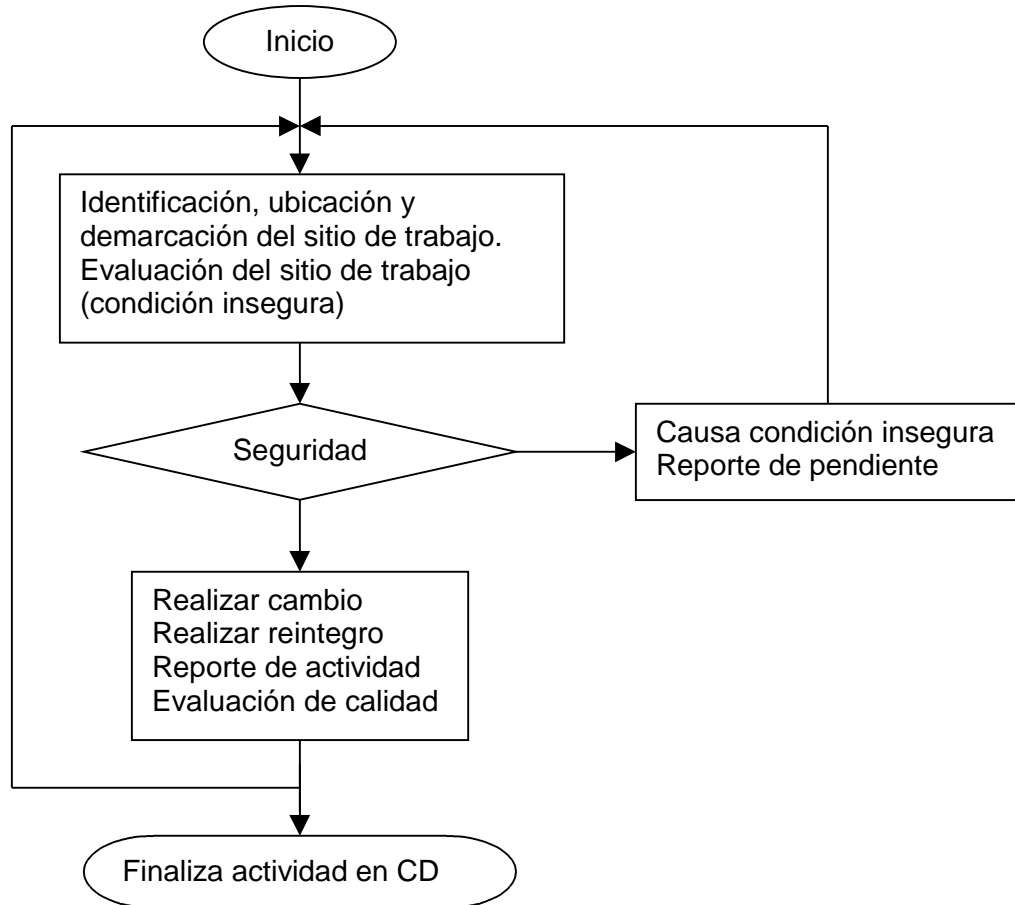 Inicio
Identificación, ubicación y
demarcación del sitio de trabajo.
Evaluación del sitio de trabajo
(condición insegura)
Seguridad
Causa condición insegura
Reporte de pendiente
Realizar cambio
Realizar reintegro
Reporte de actividad
Evaluación de calidad
Finaliza actividad en CD